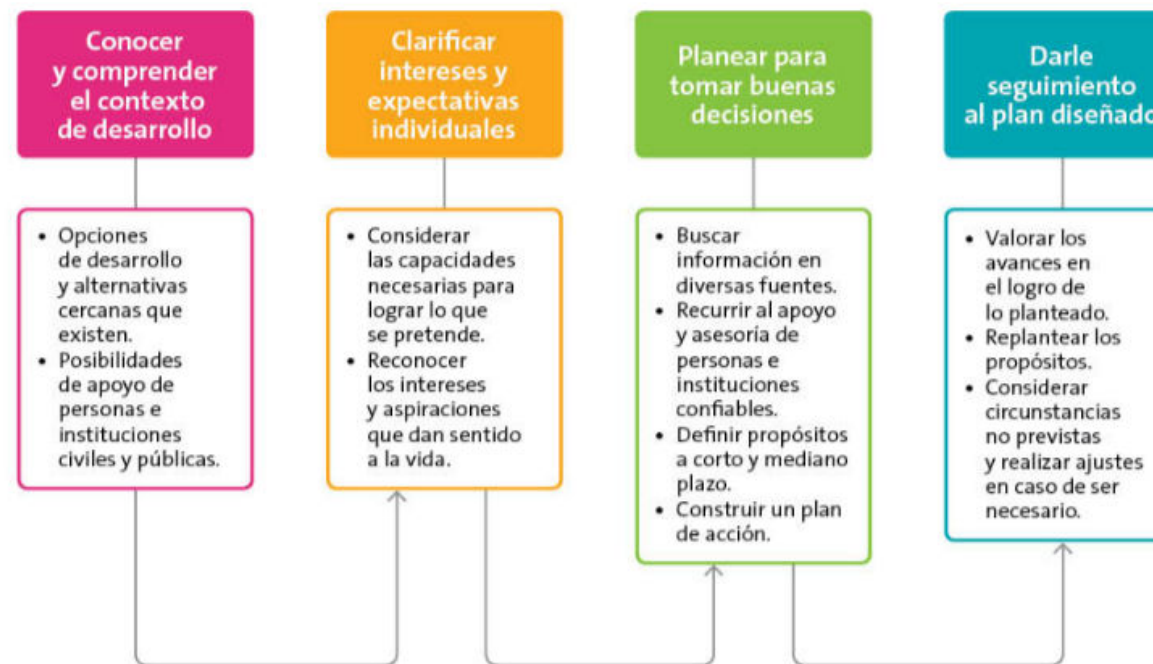 Conocer
y comprender
el contexto
de desarrollo
• Opciones
de desarrollo
y alternativas
cercanas que
existen.
• Posibilidades
de apoyo de
personas e
instituciones
civiles y públicas.
Clarificar
intereses y
expectativas
individuales
• Considerar
las capacidades
necesarias para
lograr lo que
se pretende.
• Reconocer
los intereses
y aspiraciones
que dan sentido
a la vida.
Planear para
tomar buenas
decisiones
• Buscar
información en
diversas fuentes.
• Recurrir al apoyo
y asesoría de
personas e
instituciones
confiables.
• Definir propósitos
a corto y mediano
plazo.
• Construir un plan
de acción.
Darle
seguimiento
al plan diseñado
• Valorar los
avances en
el logro de
lo planteado.
• Replantear los
propósitos.
• Considerar
circunstancias
no previstas
y realizar ajustes
en caso de ser
necesario.